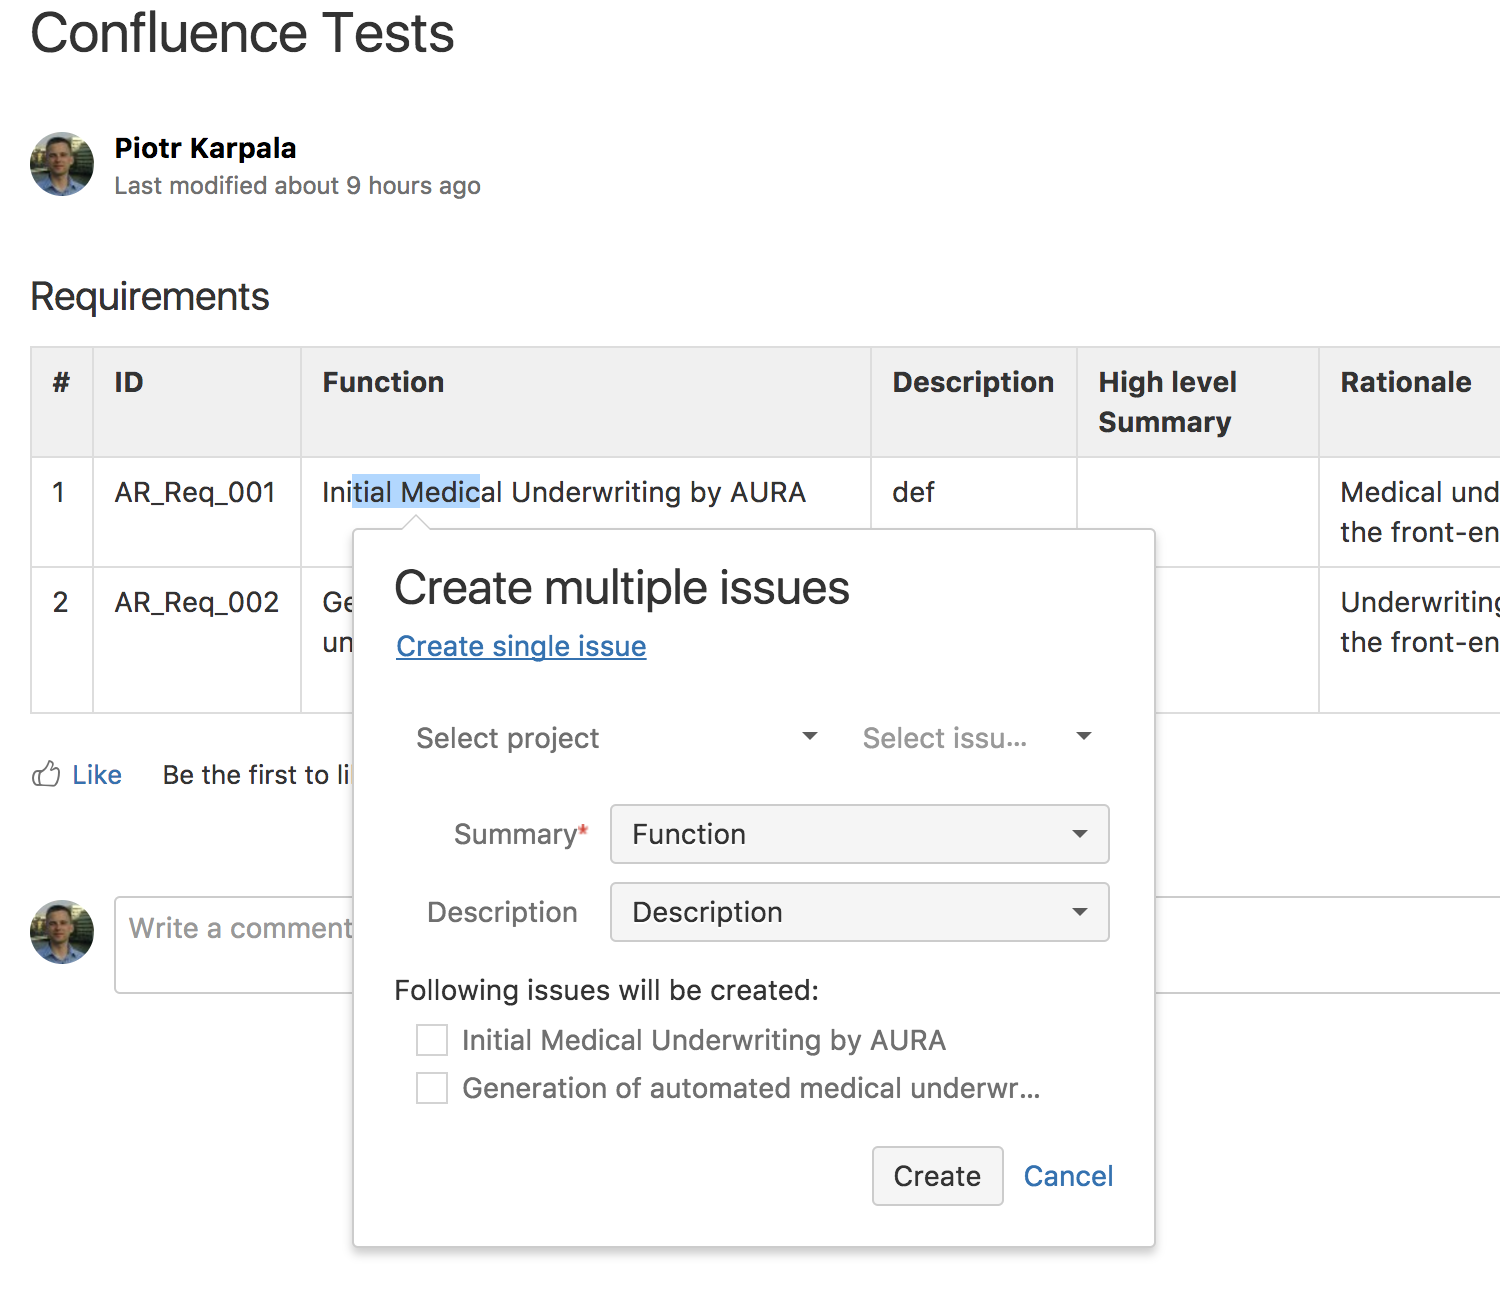 Confluence Tests
Piotr Karpala
Last modified about 9 hours ago
Requirements
# ID Function Description High level Rationale
Summary
1 AR_Req_001 Initial Medical Underwriting by AURA def Medical und
the front-en
2 AR_Req_002 Ge Underwriting
un the front-en
Create multiple issues
Create single issue
Select project Select issu...
Summary* Function
Description Description
Following issues will be created:
Initial Medical Underwriting by AURA
Generation of automated medical underwr...
Create Cancel
Like Be the first to li
Write a comment